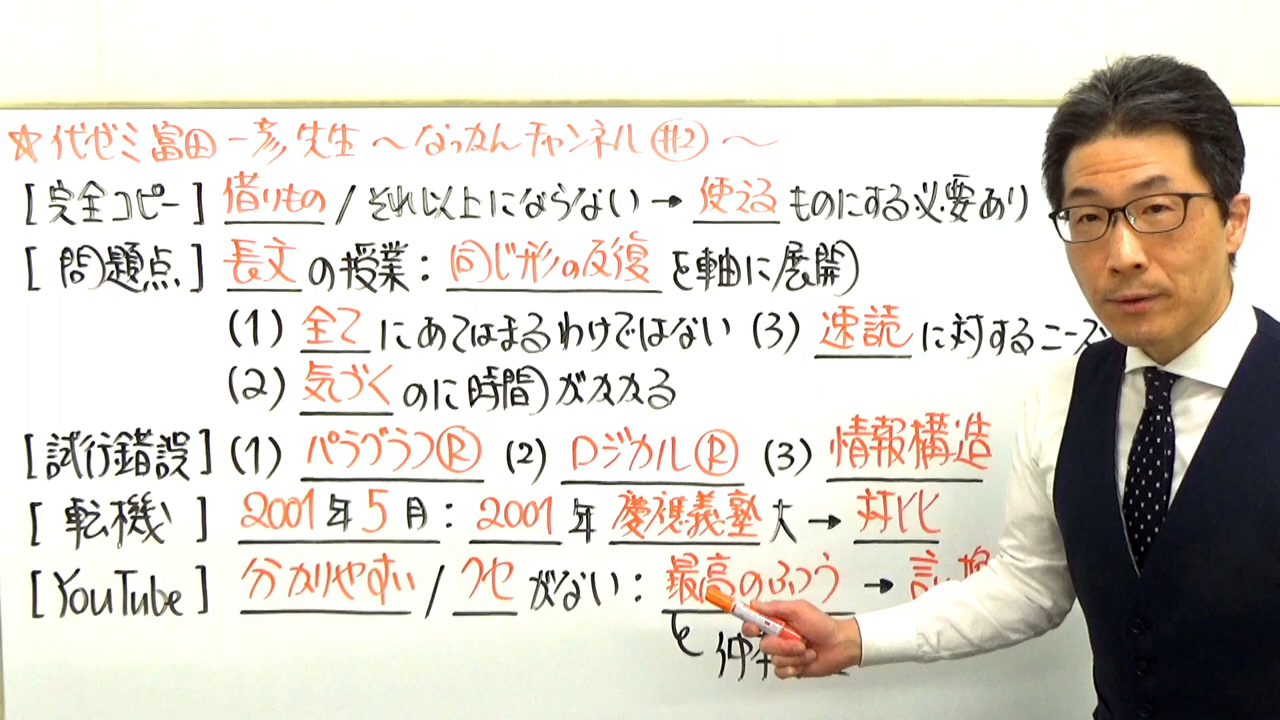 ☆代ゼミ富田一彦先生～なっかんチャンネル#2～
[完全コピー] 借りもの / それ以上にならない → 使える ものにする必要あり
[問題点] 長文の授業：同じ形の反復を軸に展開
(1) 全てにあてはまるわけではない (3) 速読に対するニーズ
(2) 気づくのに時間がかかる
[試行錯誤] (1) パラグラフⓇ (2) ロジカルⓇ (3) 情報構造
[転機] 2001年5月：2001年慶應義塾大 → 対比
[YouTube] 分かりやすい / クセがない：最高のふつう →